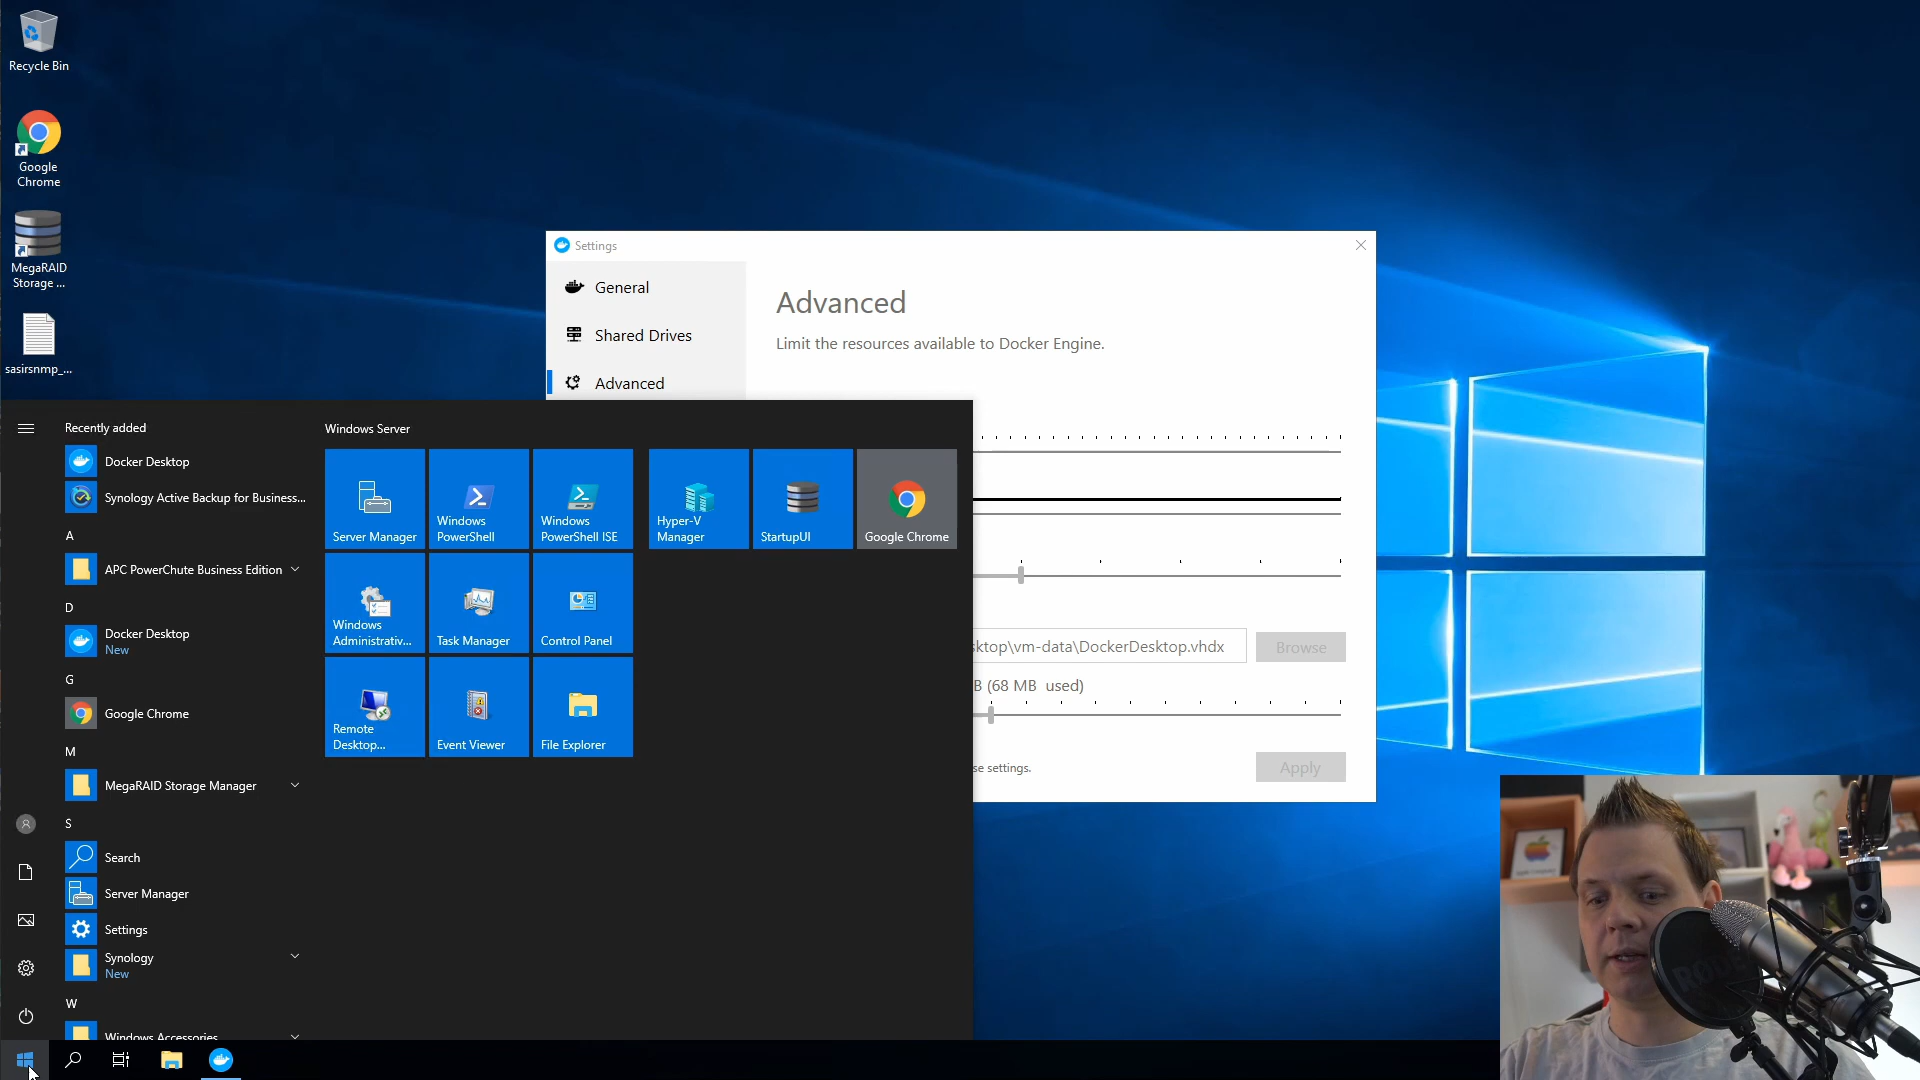 Recycle Bin
Google
Chrome
MegaRAID
Storage ...
sasirsnmp_...
Settings
General
Shared Drives
Advanced
Advanced
Limit the resources available to Docker Engine.
sktop\vm-data\DockerDesktop.vhdx
Browse
B (68 MB used)
se settings.
Apply
Recently added
Docker Desktop
Synology Active Backup for Business...
A
APC PowerChute Business Edition
D
Docker Desktop
New
G
Google Chrome
M
MegaRAID Storage Manager
S
Search
Server Manager
Settings
Synology
New
W
Windows Accessories
Windows Server
Server Manager
Windows
PowerShell
Windows
PowerShell ISE
Hyper-V
Manager
StartupUI
Google Chrome
Windows
Administrativ...
Task Manager
Control Panel
Remote
Desktop...
Event Viewer
File Explorer